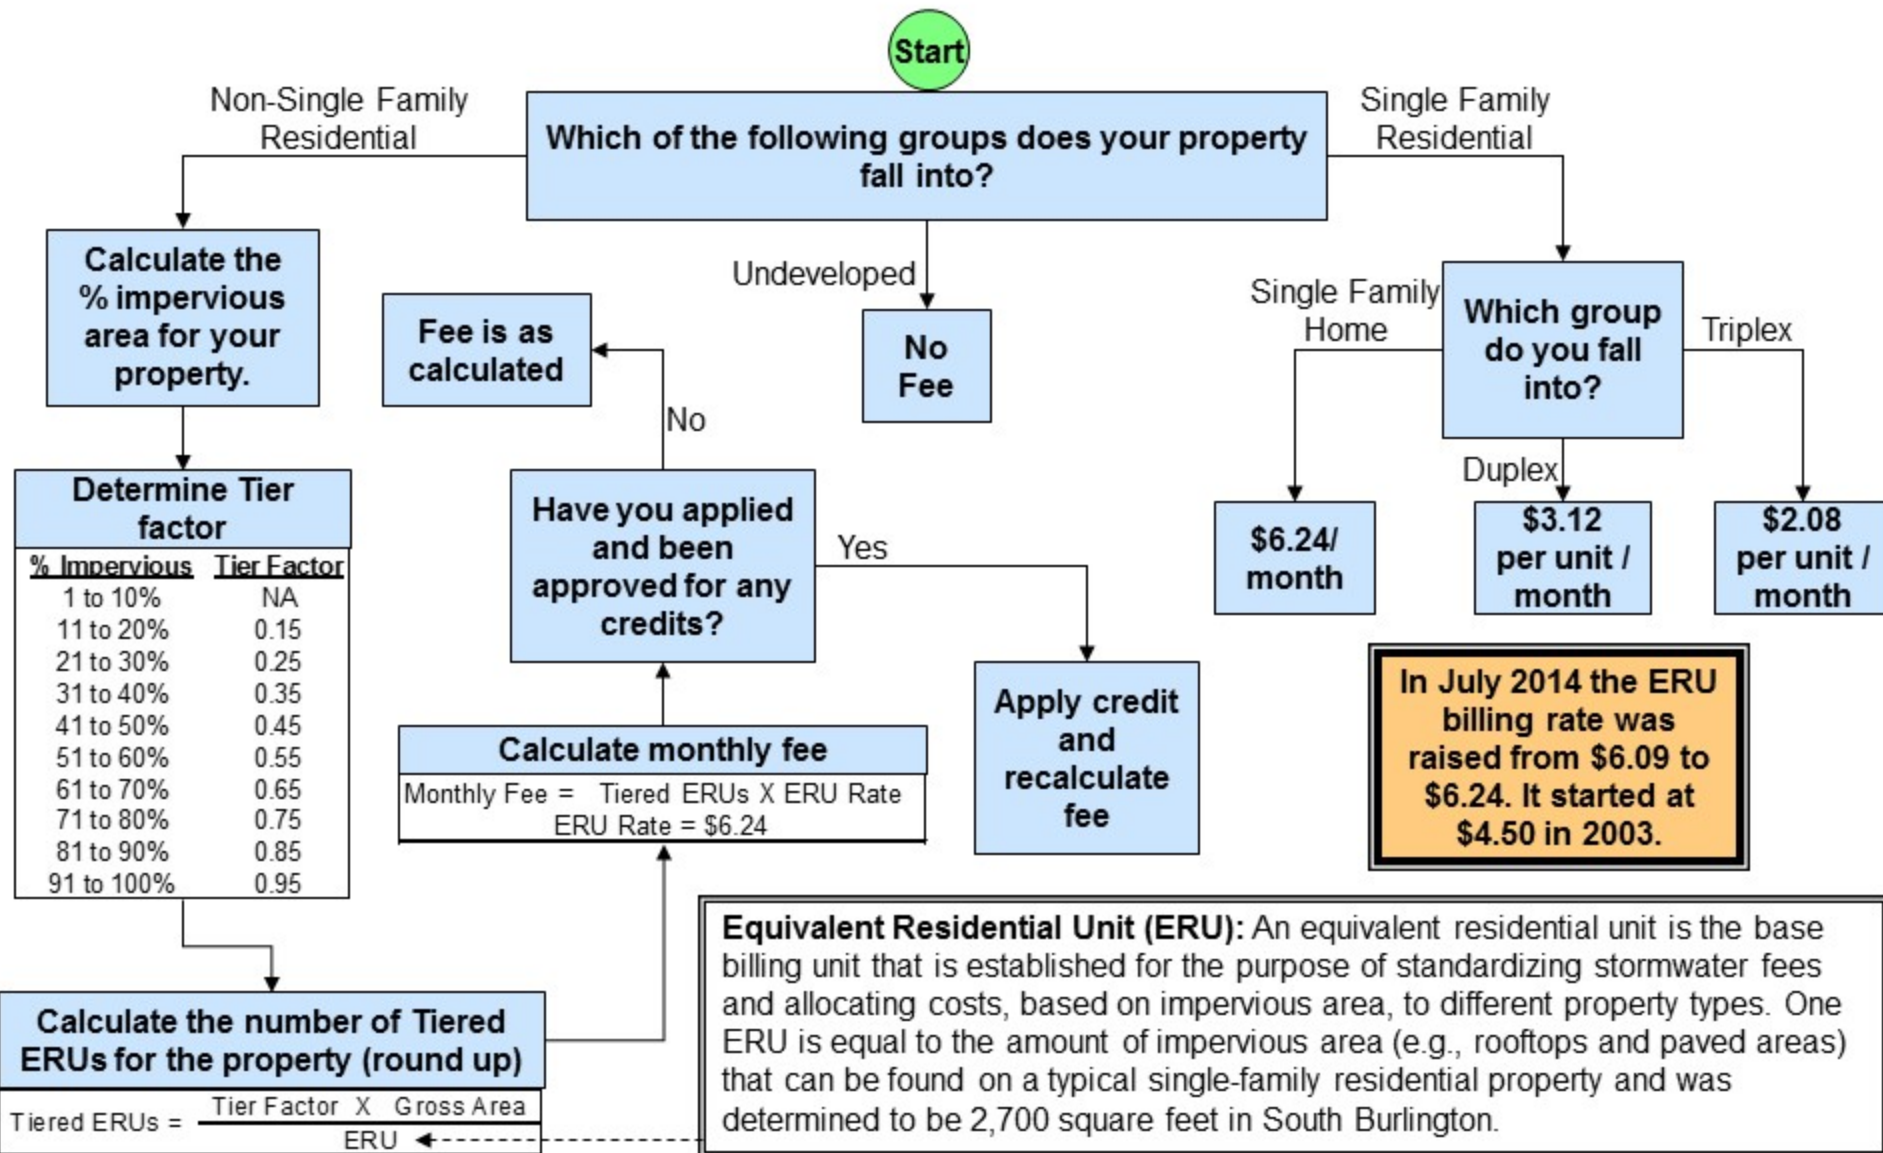 Start
Non-Single Family
Residential
Which of the following groups does your property
fall into?
Single Family
Residential
Calculate the
% impervious
area for your
property.
Fee is as
calculated
Undeveloped
No
Fee
Single Family
Home
Which group
do you fall
into?
Triplex
No
Duplex
Determine Tier
factor
% Impervious Tier Factor
1 to 10% NA
11 to 20% 0.15
21 to 30% 0.25
31 to 40% 0.35
41 to 50% 0.45
51 to 60% 0.55
61 to 70% 0.65
71 to 80% 0.75
81 to 90% 0.85
91 to 100% 0.95
Have you applied
and been
approved for any
credits?
Yes
$6.24/
month
$3.12
per unit /
month
$2.08
per unit /
month
Calculate monthly fee
Monthly Fee = Tiered ERUs X ERU Rate
ERU Rate = $6.24
Apply credit
and
recalculate
fee
In July 2014 the ERU
billing rate was
raised from $6.09 to
$6.24. It started at
$4.50 in 2003.
Calculate the number of Tiered
ERUs for the property (round up)
Tier Factor X Gross Area
Tiered ERUs =
ERU
Equivalent Residential Unit (ERU): An equivalent residential unit is the base
billing unit that is established for the purpose of standardizing stormwater fees
and allocating costs, based on impervious area, to different property types. One
ERU is equal to the amount of impervious area (e.g., rooftops and paved areas)
that can be found on a typical single-family residential property and was
determined to be 2,700 square feet in South Burlington.